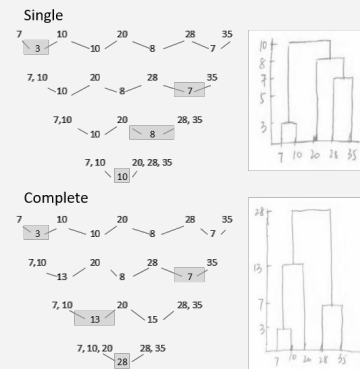 Single
7 10 20 28 35
3 10 8 7
7, 10 20 28 35
10 8 7
7,10 20 28, 35
10 8
7, 10 20, 28, 35
10
10
8
7
5
3
7 10 20 28 35
Complete
7 10 20 28 35
3 10 8 7
7,10 20 28 35
13 8 7
7, 10 20 28, 35
13 15
7, 10, 20 28, 35
28
28
13
7
3
7 10 20 28 35